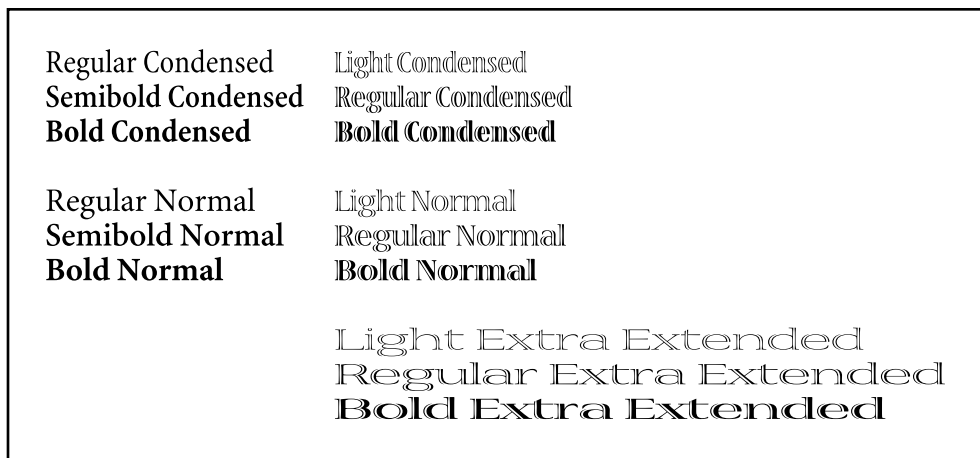 Regular Condensed
Semibold Condensed
Bold Condensed
Regular Normal
Semibold Normal
Bold Normal
Light Condensed
Regular Condensed
Bold Condensed
Light Normal
Regular Normal
Bold Normal
Light Extra Extended
Regular Extra Extended
Bold Extra Extended